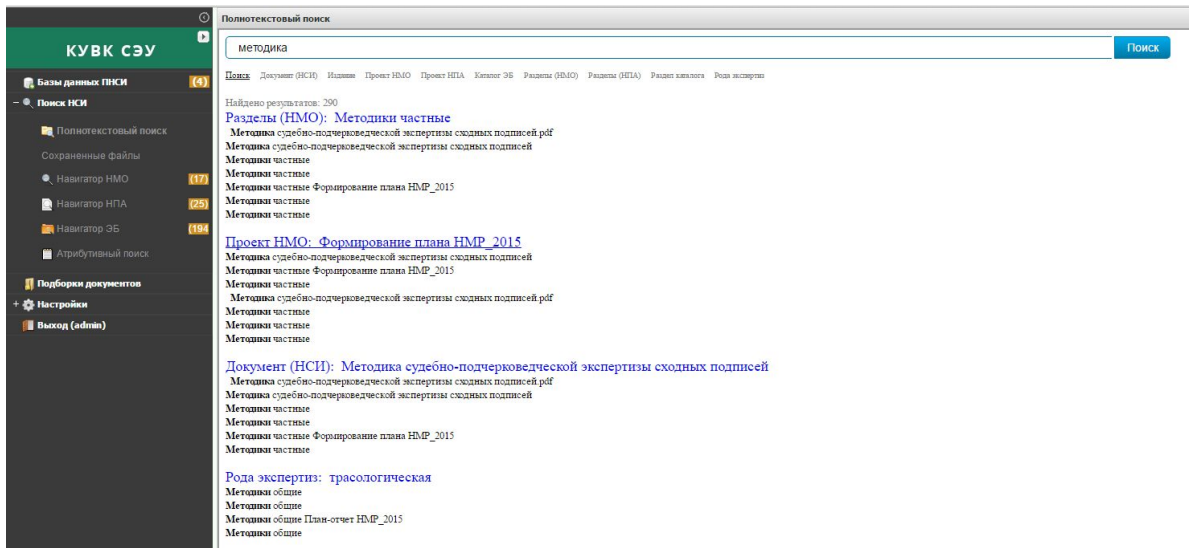 КУВК СЭУ
Базы данных ПНСИ (4)
Поиск НСИ
Полнотекстовый поиск
Сохраненные файлы
Навигатор НМО (17)
Навигатор НПА (25)
Навигатор ЭБ (194
Атрибутивный поиск
Подборки документов
Настройки
Выход (admin)
Полнотекстовый поиск
методика Поиск
Поиск Документ (НСИ) Издание Проект НМО Проект НПА Каталог ЭБ Разделы (НМО) Разделы (НПА) Раздел каталога Рода экспертиз
Найдено результатов: 290
Разделы (НМО): Методики частные
Методика судебно-подчерковедческой экспертизы сходных подписей.pdf
Методика судебно-подчерковедческой экспертизы сходных подписей
Методики частные
Методики частные
Методики частные Формирование плана НМР_2015
Методики частные
Методики частные
Проект НМО: Формирование плана НМР_2015
Методика судебно-подчерковедческой экспертизы сходных подписей
Методики частные Формирование плана НМР_2015
Методика судебно-подчерковедческой экспертизы сходных подписей.pdf
Методики частные
Методики частные
Методики частные
Документ (НСИ): Методика судебно-подчерковедческой экспертизы сходных подписей
Методика судебно-подчерковедческой экспертизы сходных подписей.pdf
Методика судебно-подчерковедческой экспертизы сходных подписей
Методики частные
Методики частные
Методики частные Формирование плана НМР_2015
Методики частные
Рода экспертиз: трасологическая
Методики общие
Методики общие
Методики общие План-отчет НМР_2015
Методики общие